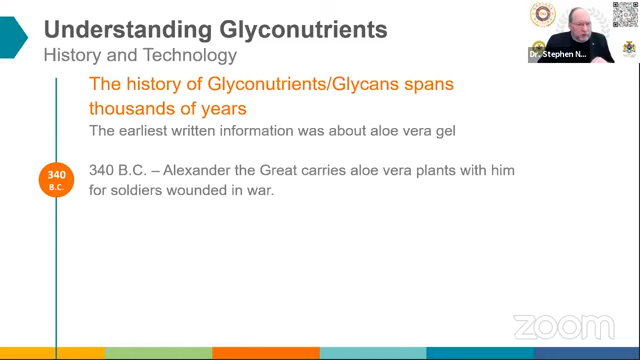 Understanding Glyconutrients
History and Technology
The history of Glyconutrients/Glycans spans
thousands of years
The earliest written information was about aloe vera gel
340
B.C.
340 B.C. – Alexander the Great carries aloe vera plants with him
for soldiers wounded in war.
Dr. Stephen N...
zoom